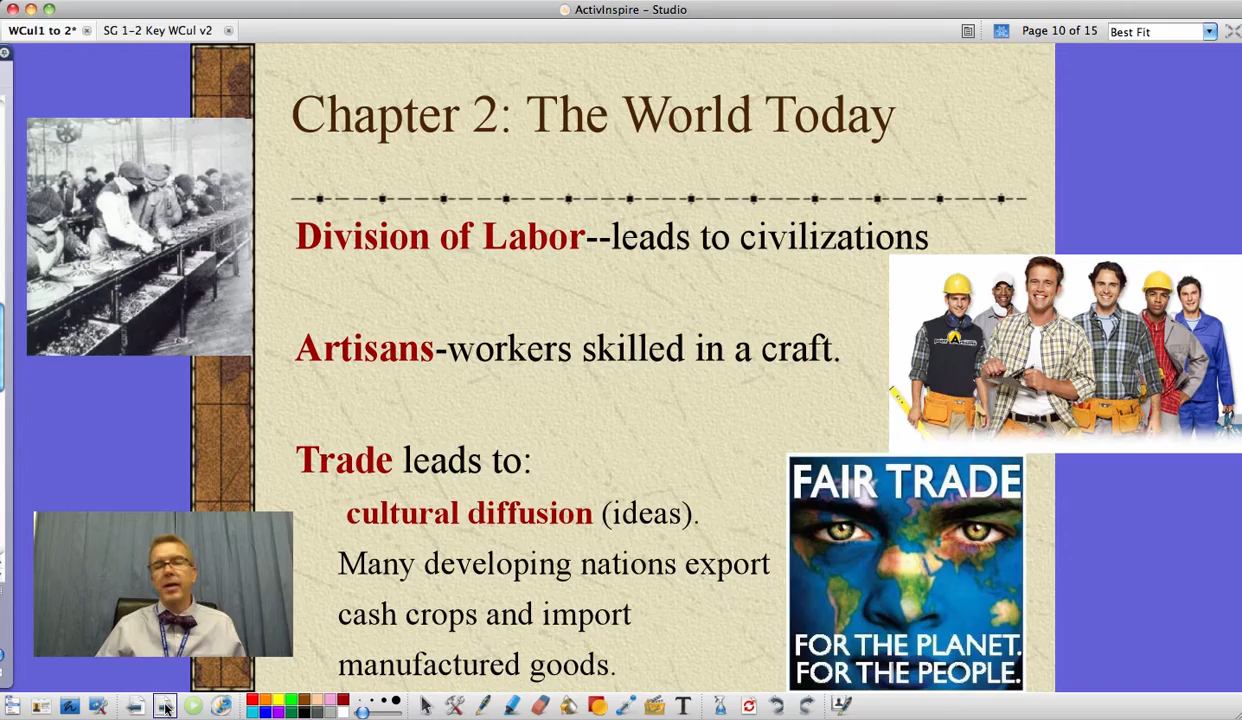 ActivInspire - Studio
WCul1 to 2*
SG 1-2 Key WCul v2
Page 10 of 15
Best Fit
Chapter 2: The World Today
Division of Labor--leads to civilizations
Artisans-workers skilled in a craft.
Trade leads to:
cultural diffusion (ideas).
Many developing nations export
cash crops and import
manufactured goods.
FAIR TRADE
FOR THE PLANET.
FOR THE PEOPLE.